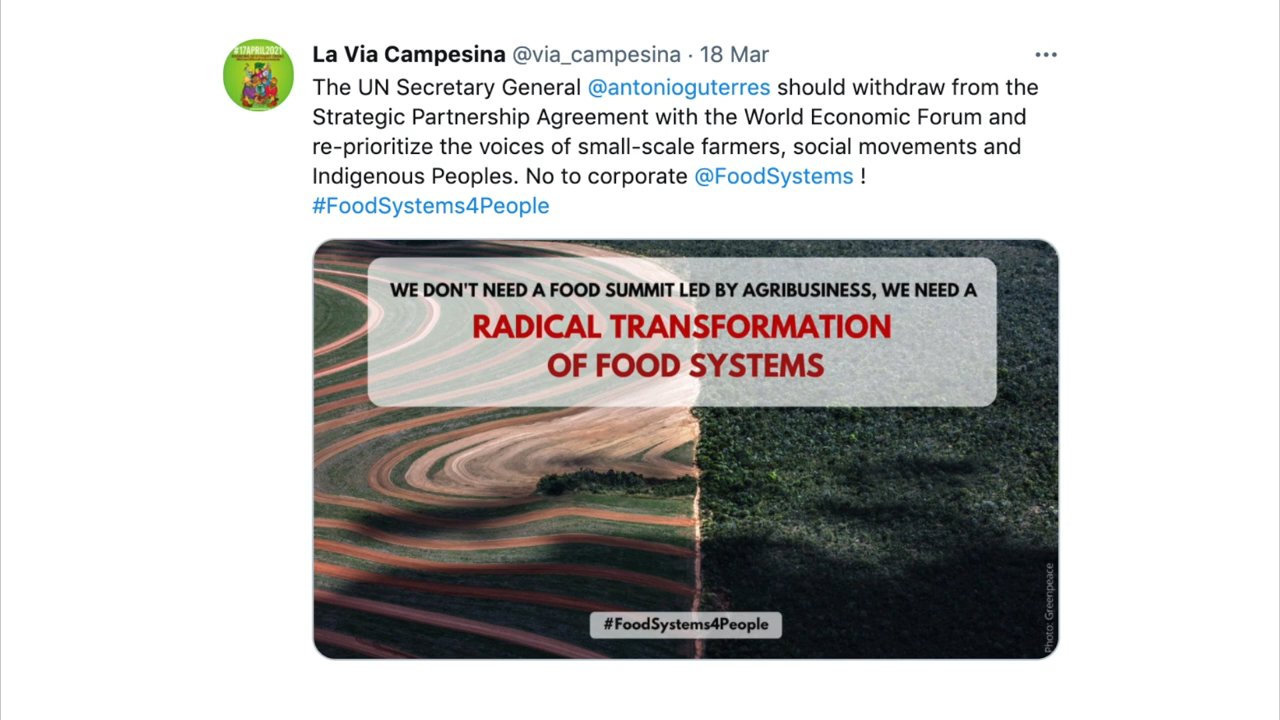 #17APRIL2021
La Via Campesina @via_campesina · 18 Mar
The UN Secretary General @antonioguterres should withdraw from the
Strategic Partnership Agreement with the World Economic Forum and
re-prioritize the voices of small-scale farmers, social movements and
Indigenous Peoples. No to corporate @FoodSystems !
#FoodSystems4People
WE DON'T NEED A FOOD SUMMIT LED BY AGRIBUSINESS, WE NEED A
RADICAL TRANSFORMATION
OF FOOD SYSTEMS
#FoodSystems4People
Photo: Greenpeace